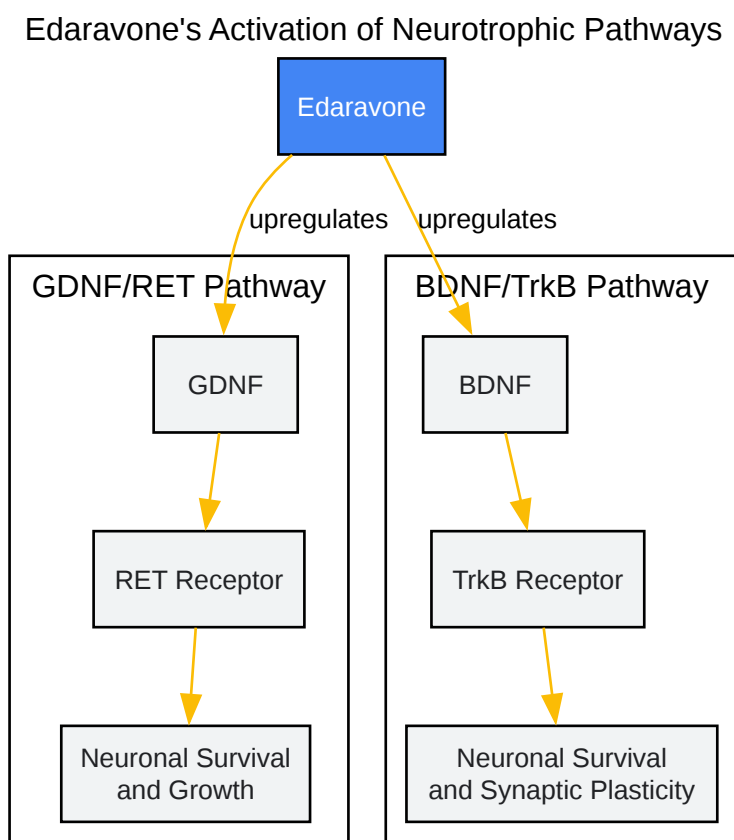 Edaravone's Activation of Neurotrophic Pathways
Edaravone
upregulates
upregulates
GDNF/RET Pathway
GDNF
RET Receptor
Neuronal Survival
and Growth
BDNF/TrkB Pathway
BDNF
TrkB Receptor
Neuronal Survival
and Synaptic Plasticity